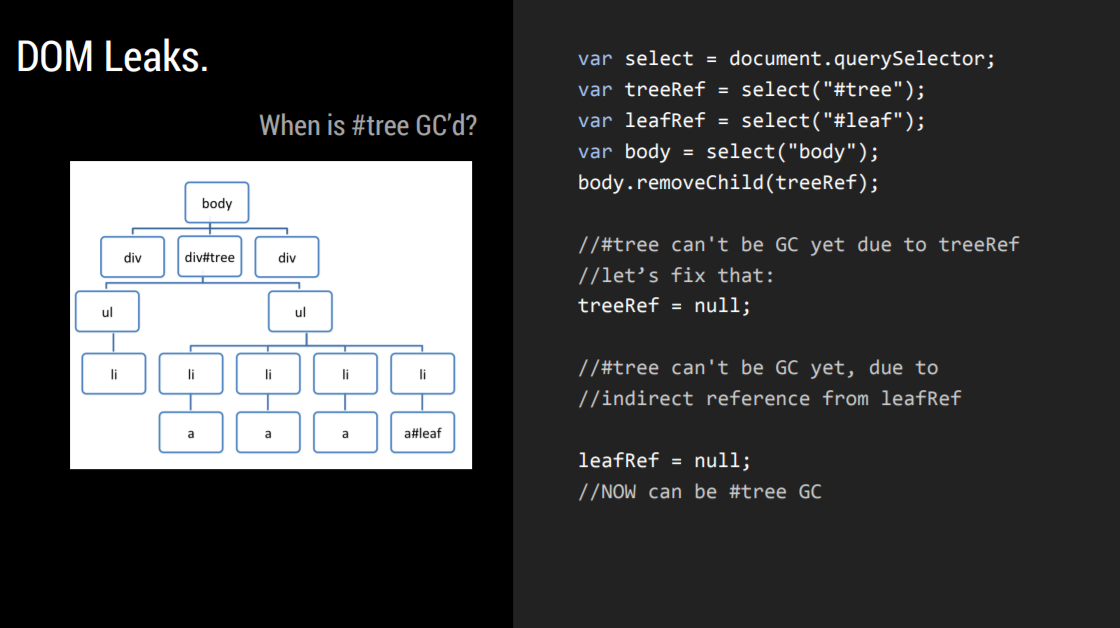 DOM Leaks.
When is #tree GC'd?
body
div
div#tree
div
ul
ul
li
li
li
li
li
a
a
a
a#leaf
var select = document.querySelector;
var treeRef = select("#tree");
var leafRef = select("#leaf");
var body = select("body");
body.removeChild(treeRef);
//#tree can't be GC yet due to treeRef
//let’s fix that:
treeRef = null;
//#tree can't be GC yet, due to
//indirect reference from leafRef
leafRef = null;
//NOW can be #tree GC